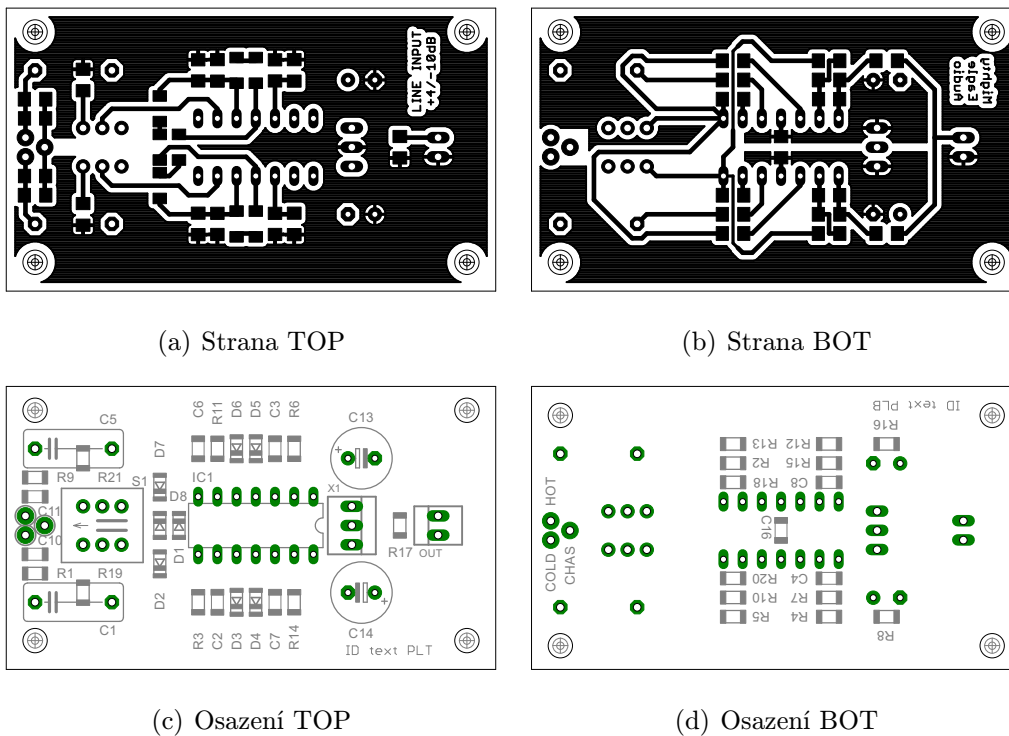 LINE INPUT
+4/-10dB
Audio
Eagle
Mighty
(a) Strana TOP
(b) Strana BOT
C5
R9
R21
S1
C11
C10
R1
R19
C1
D7
D8
D1
D2
C6
R11
D6
D5
C3
R6
C13
+
IC1
X1
R17
OUT
R3
C2
D3
D4
C7
R14
C14
+
ID text PLT
ID text PLB
R16
R13
R12
R2
R15
R18
C8
HOT
COLD
CHAS
C16
R20
C4
R10
R7
R5
R4
R8
(c) Osazení TOP
(d) Osazení BOT